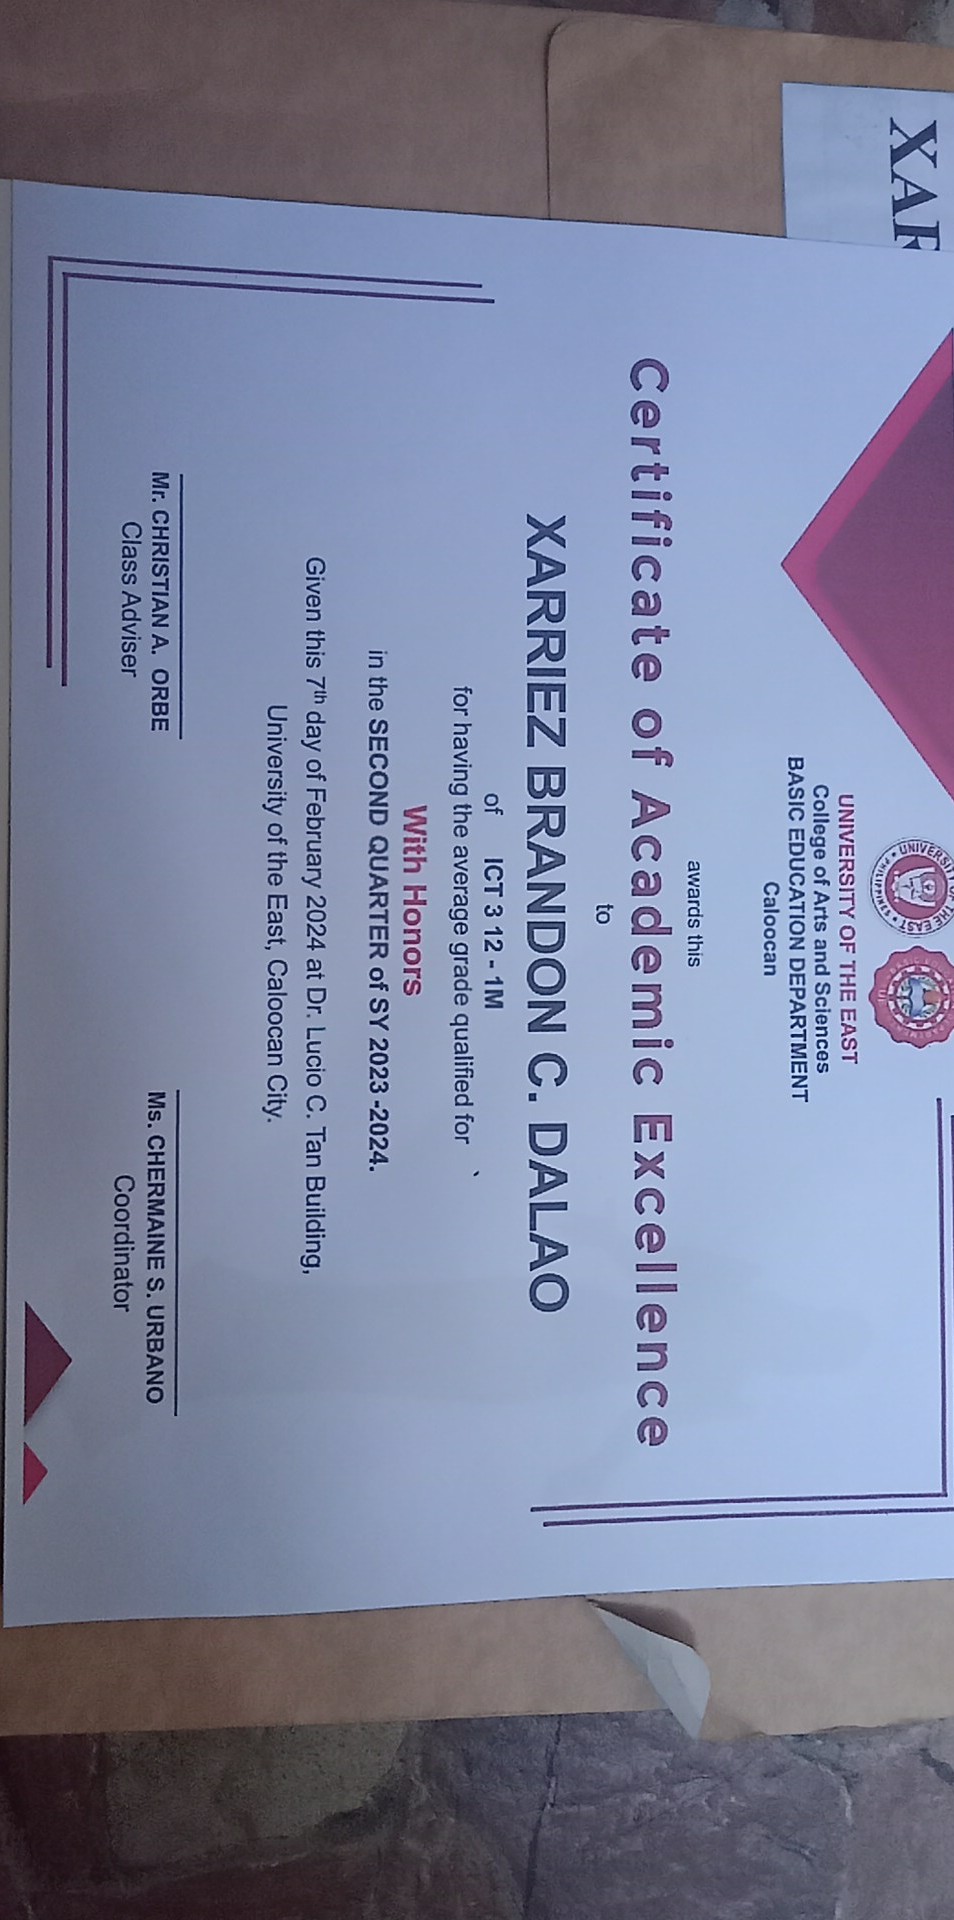 XAR
UNIVERSITY OF THE EAST
PHILIPPINES
UE
UNIVERSITY OF THE EAST
College of Arts and Sciences
BASIC EDUCATION DEPARTMENT
Caloocan
awards this
Certificate of Academic Excellence
to
XARRIEZ BRANDON C. DALAO
of ICT 3 12 - 1M
for having the average grade qualified for `
With Honors
in the SECOND QUARTER of SY 2023 -2024.
Given this 7th day of February 2024 at Dr. Lucio C. Tan Building,
University of the East, Caloocan City.
Mr. CHRISTIAN A. ORBE
Class Adviser
Ms. CHERMAINE S. URBANO
Coordinator